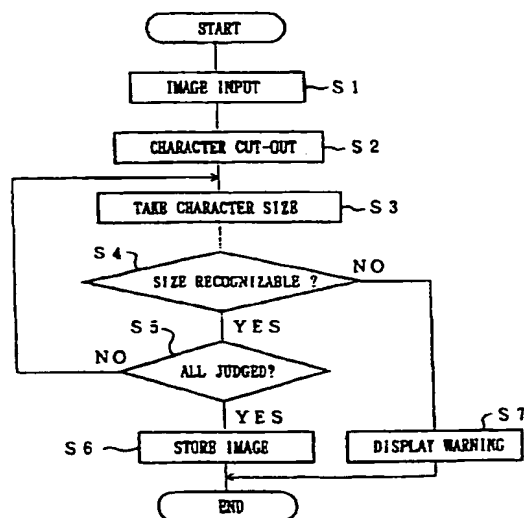 START
IMAGE INPUT S1
CHARACTER CUT-OUT S2
TAKE CHARACTER SIZE S3
S4
SIZE RECOGNIZABLE ? NO
S5 YES
NO
ALL JUDGED?
YES S7
S6 STORE IMAGE DISPLAY WARNING
END